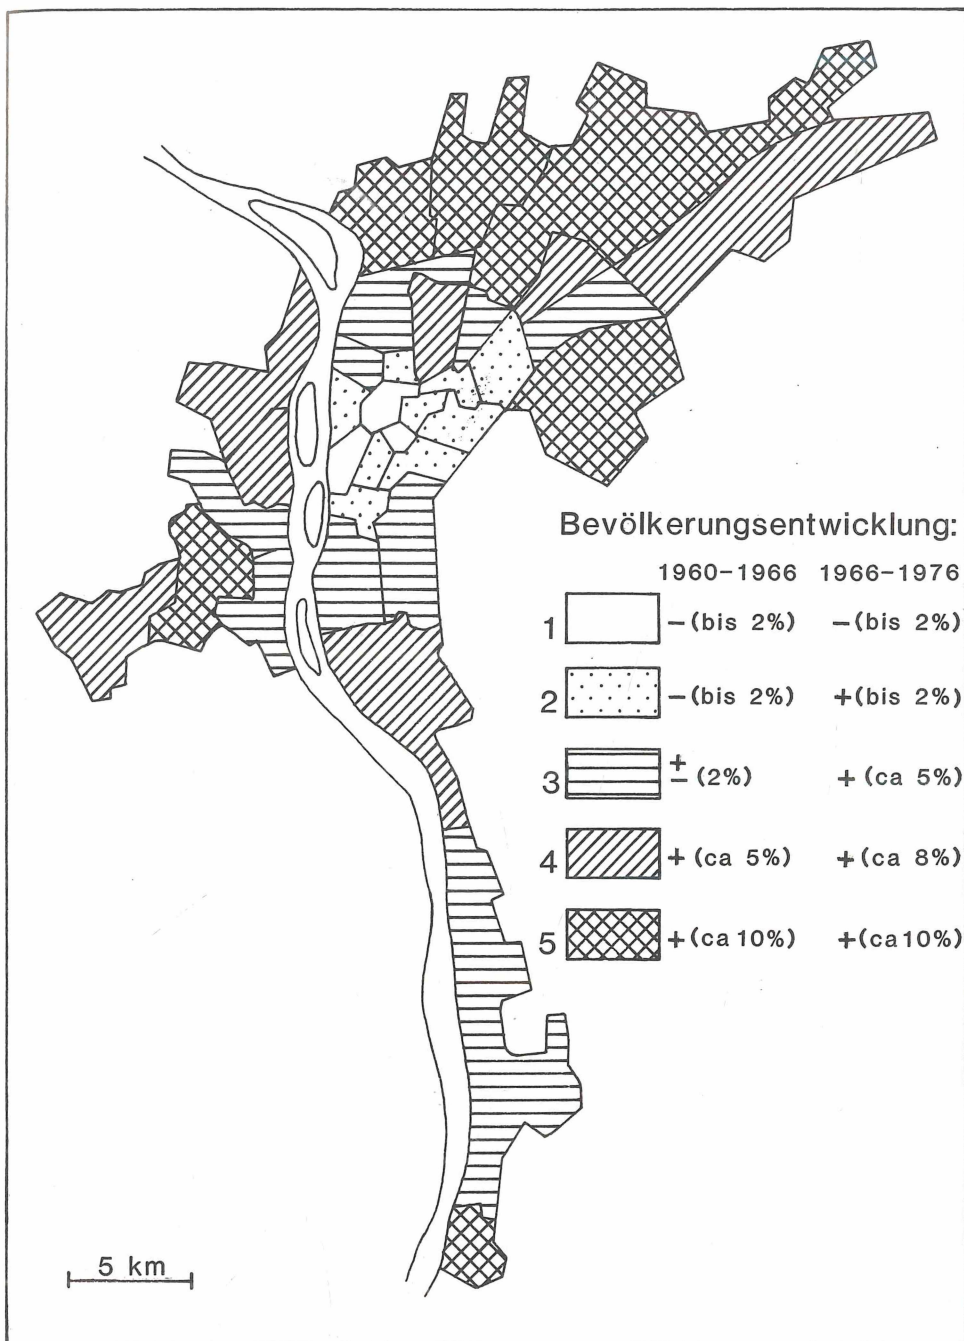 Bevölkerungsentwicklung:
1960-1966 1966-1976
1 -(bis 2%) -(bis 2%)
2 -(bis 2%) +(bis 2%)
3 ±(2%) +(ca 5%)
4 +(ca 5%) +(ca 8%)
5 +(ca 10%) +(ca 10%)
5 km